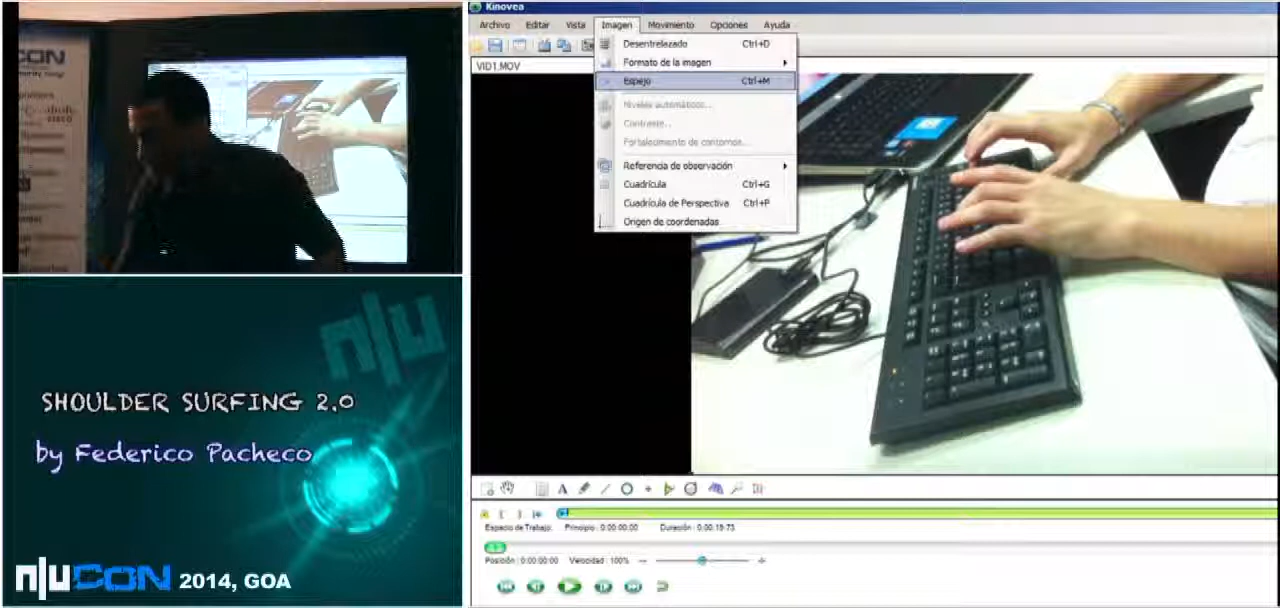 CON
SHOULDER SURFING 2.0
by Federico Pacheco
n|uCON 2014, GOA
Kinovea
Archivo Editar Vista Imagen Movimiento Opciones Ayuda
VID1.MOV
Desentrelazado Ctrl+D
Formato de la imagen
Espejo Ctrl+M
Niveles automáticos...
Contraste...
Fortalecimiento de contornos...
Referencia de observación
Cuadrícula Ctrl+G
Cuadrícula de Perspectiva Ctrl+P
Origen de coordenadas
Espacio de Trabajo: Principio : 0:00:00:00 Duración : 0:00:19:73
Posición : 0:00:00:00 Velocidad : 100%